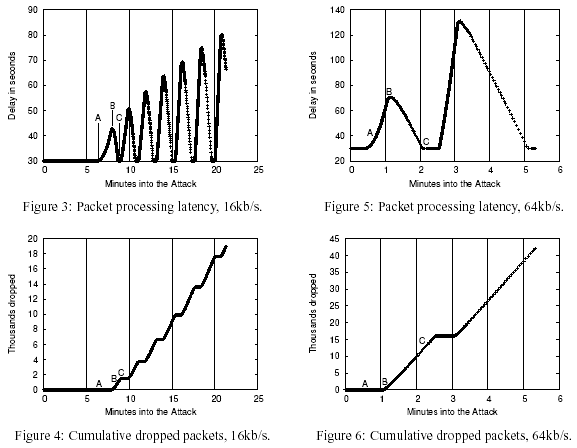 90
80
70
60
50
40
30
Delay in seconds
A
B
C
0 5 10 15 20 25
Minutes into the Attack
Figure 3: Packet processing latency, 16kb/s.
140
120
100
80
60
40
20
Delay in seconds
A
B
C
0 1 2 3 4 5 6
Minutes into the Attack
Figure 5: Packet processing latency, 64kb/s.
20
18
16
14
12
10
8
6
4
2
0
Thousands dropped
A
B
C
0 5 10 15 20 25
Minutes into the Attack
Figure 4: Cumulative dropped packets, 16kb/s.
45
40
35
30
25
20
15
10
5
0
Thousands dropped
A
B
C
0 1 2 3 4 5 6
Minutes into the Attack
Figure 6: Cumulative dropped packets, 64kb/s.